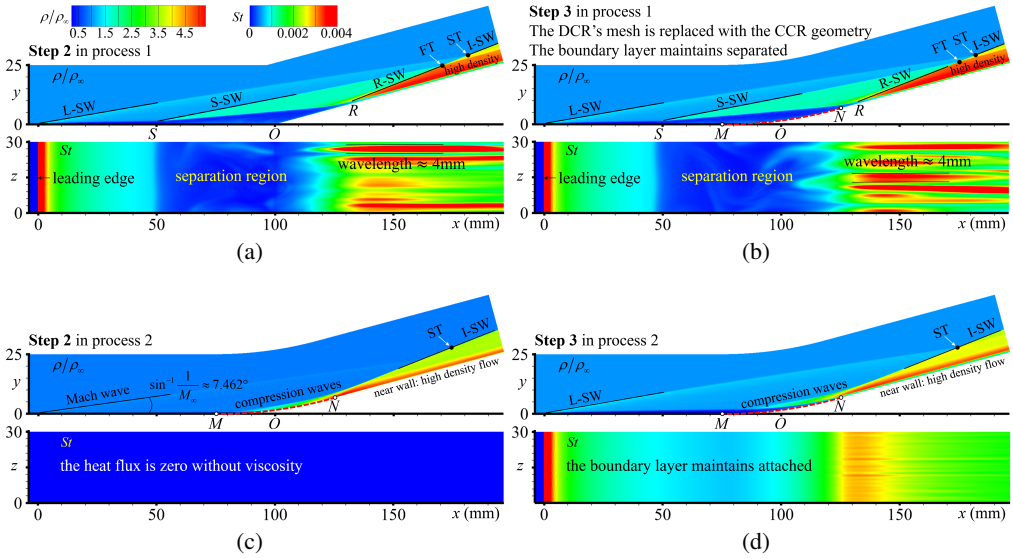 ρ/ρ∞
0.5 1.5 2.5 3.5 4.5
St
0 0.002 0.004
Step 2 in process 1
ρ/ρ∞
L-SW
S-SW
R-SW
FT
ST
I-SW
high density
25
y
0
S
O
R
30
z
0
St
leading edge
separation region
wavelength ≈ 4mm
0 50 100 150 x (mm)
(a)
Step 3 in process 1
The DCR's mesh is replaced with the CCR geometry
The boundary layer maintains separated
ρ/ρ∞
L-SW
S-SW
R-SW
FT
ST
I-SW
high density
25
y
0
S
M
O
N
R
30
z
0
St
leading edge
separation region
wavelength ≈ 4mm
0 50 100 150 x (mm)
(b)
Step 2 in process 2
ρ/ρ∞
Mach wave
sin⁻¹ 1/M∞ ≈ 7.462°
compression waves
ST
I-SW
near wall: high density flow
25
y
0
M
O
N
30
z
0
St
the heat flux is zero without viscosity
0 50 100 150 x (mm)
(c)
Step 3 in process 2
ρ/ρ∞
L-SW
compression waves
ST
I-SW
near wall: high density flow
25
y
0
M
O
N
30
z
0
St
the boundary layer maintains attached
0 50 100 150 x (mm)
(d)